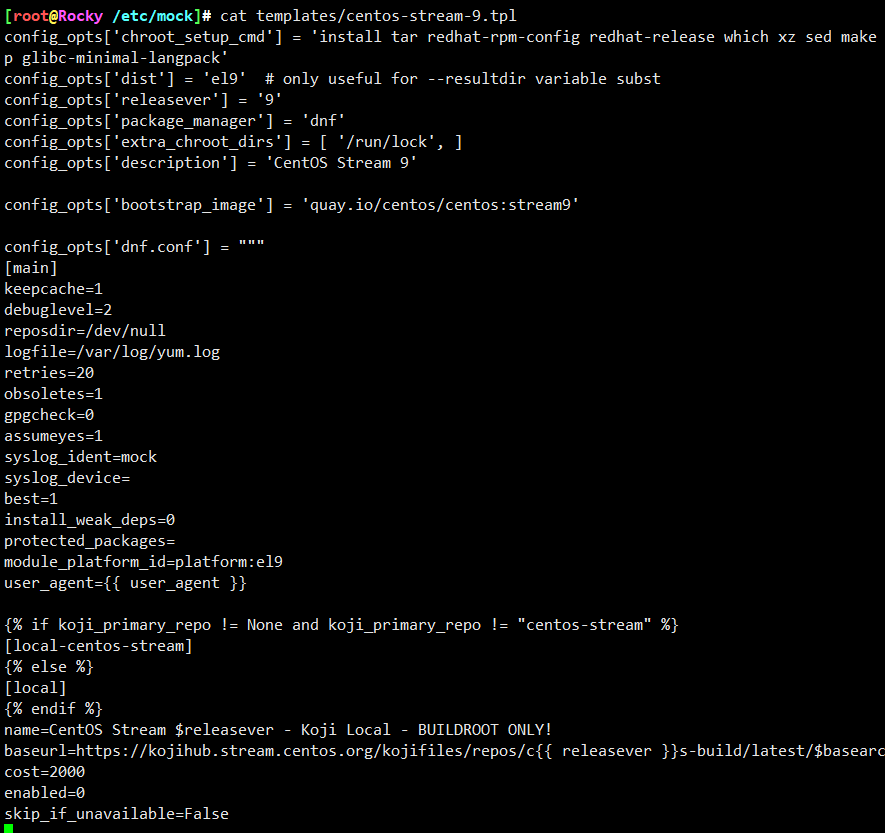 [root@Rocky /etc/mock]# cat templates/centos-stream-9.tpl
config_opts['chroot_setup_cmd'] = 'install tar redhat-rpm-config redhat-release which xz sed make
p glibc-minimal-langpack'
config_opts['dist'] = 'el9'  # only useful for --resultdir variable subst
config_opts['releasever'] = '9'
config_opts['package_manager'] = 'dnf'
config_opts['extra_chroot_dirs'] = [ '/run/lock', ]
config_opts['description'] = 'CentOS Stream 9'

config_opts['bootstrap_image'] = 'quay.io/centos/centos:stream9'

config_opts['dnf.conf'] = """
[main]
keepcache=1
debuglevel=2
reposdir=/dev/null
logfile=/var/log/yum.log
retries=20
obsoletes=1
gpgcheck=0
assumeyes=1
syslog_ident=mock
syslog_device=
best=1
install_weak_deps=0
protected_packages=
module_platform_id=platform:el9
user_agent={{ user_agent }}

{% if koji_primary_repo != None and koji_primary_repo != "centos-stream" %}
[local-centos-stream]
{% else %}
[local]
{% endif %}
name=CentOS Stream $releasever - Koji Local - BUILDROOT ONLY!
baseurl=https://kojihub.stream.centos.org/kojifiles/repos/c{{ releasever }}s-build/latest/$basearc
cost=2000
enabled=0
skip_if_unavailable=False